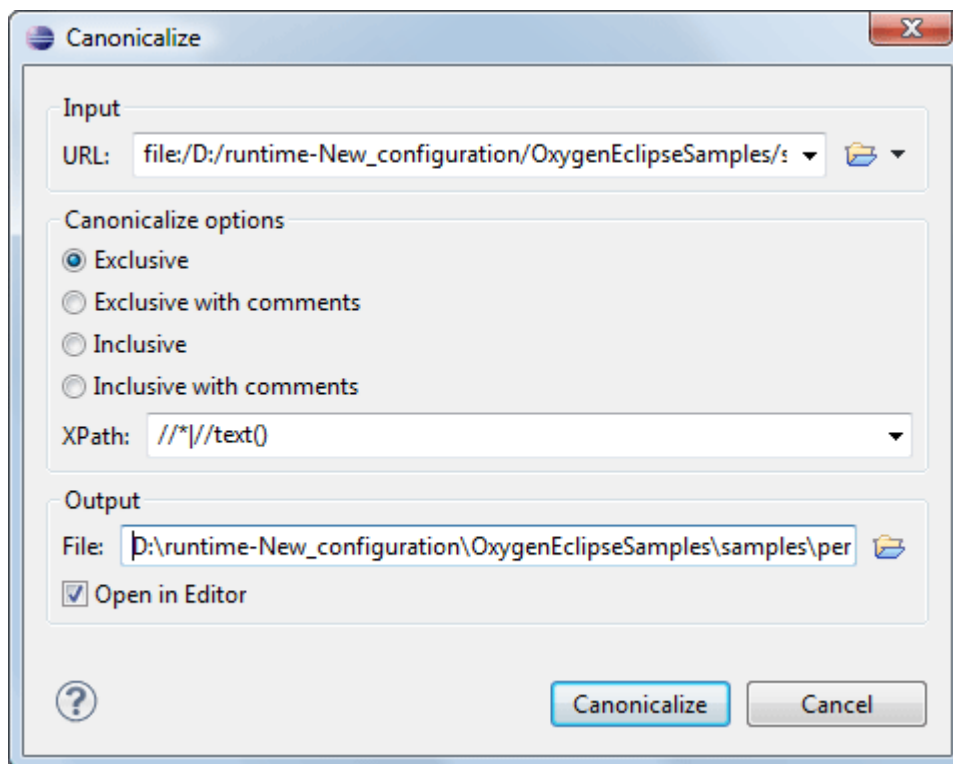 Canonicalize
Input
URL: file:/D:/runtime-New_configuration/OxygenEclipseSamples/s
Canonicalize options
Exclusive
Exclusive with comments
Inclusive
Inclusive with comments
XPath: //*|//text()
Output
File: D:\runtime-New_configuration\OxygenEclipseSamples\samples\per
Open in Editor
? Canonicalize Cancel